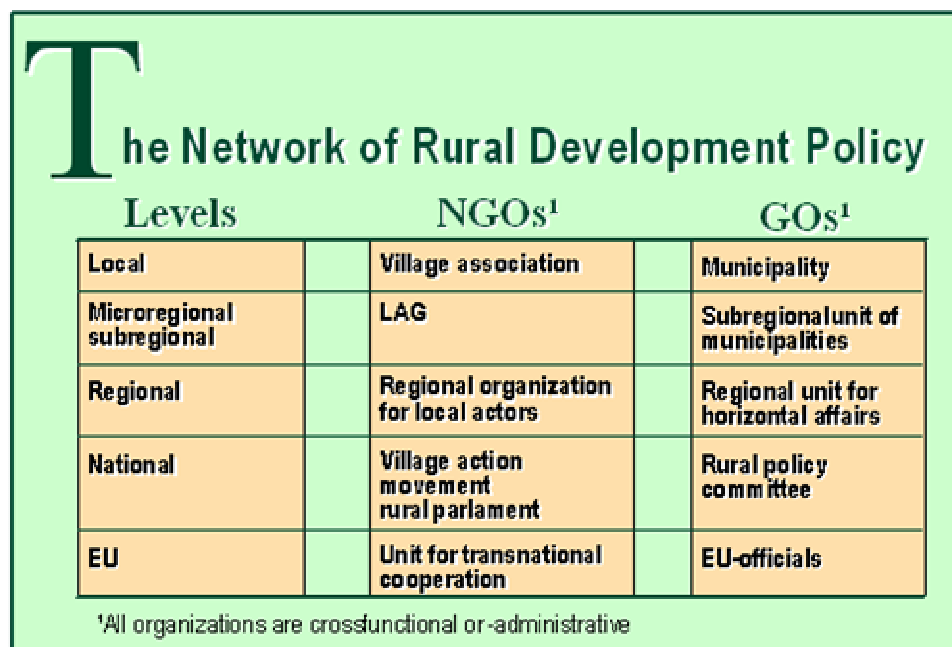 The Network of Rural Development Policy
Levels NGOs¹ GOs¹
Local Village association Municipality
Microregional LAG Subregional unit of
subregional municipalities
Regional Regional organization Regional unit for
for local actors horizontal affairs
National Village action Rural policy
movement committee
rural parlament
EU Unit for transnational EU-officials
cooperation
¹All organizations are crossfunctional or -administrative